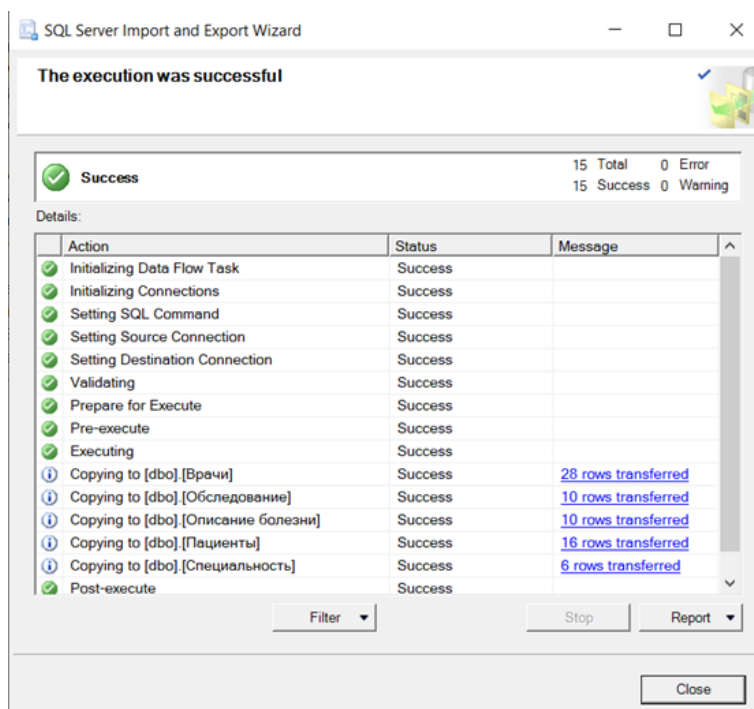 SQL Server Import and Export Wizard
The execution was successful
Success
15 Total 0 Error
15 Success 0 Warning
Details:
Action Status Message
Initializing Data Flow Task Success
Initializing Connections Success
Setting SQL Command Success
Setting Source Connection Success
Setting Destination Connection Success
Validating Success
Prepare for Execute Success
Pre-execute Success
Executing Success
Copying to [dbo].[Врачи] Success 28 rows transferred
Copying to [dbo].[Обследование] Success 10 rows transferred
Copying to [dbo].[Описание болезни] Success 10 rows transferred
Copying to [dbo].[Пациенты] Success 16 rows transferred
Copying to [dbo].[Специальность] Success 6 rows transferred
Post-execute Success
Filter Stop Report
Close